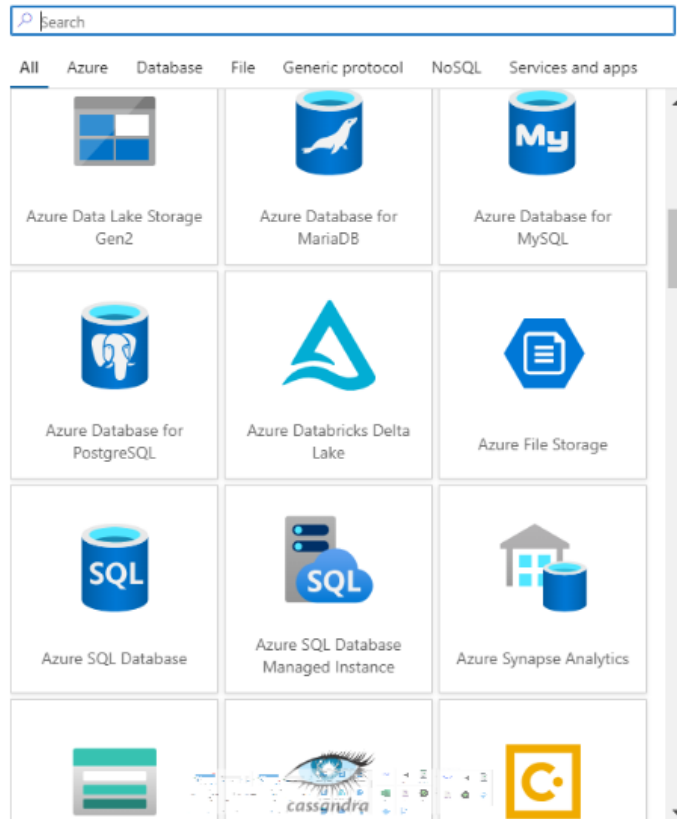 Search
All Azure Database File Generic protocol NoSQL Services and apps
My
Azure Data Lake Storage
Gen2
Azure Database for
MariaDB
Azure Database for
MySQL
Azure Database for
PostgreSQL
Azure Databricks Delta
Lake
Azure File Storage
SQL
SQL
Azure SQL Database
Azure SQL Database
Managed Instance
Azure Synapse Analytics
cassandra
C